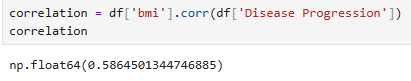 correlation = df['bmi'].corr(df['Disease Progression'])
correlation
np.float64(0.5864501344746885)